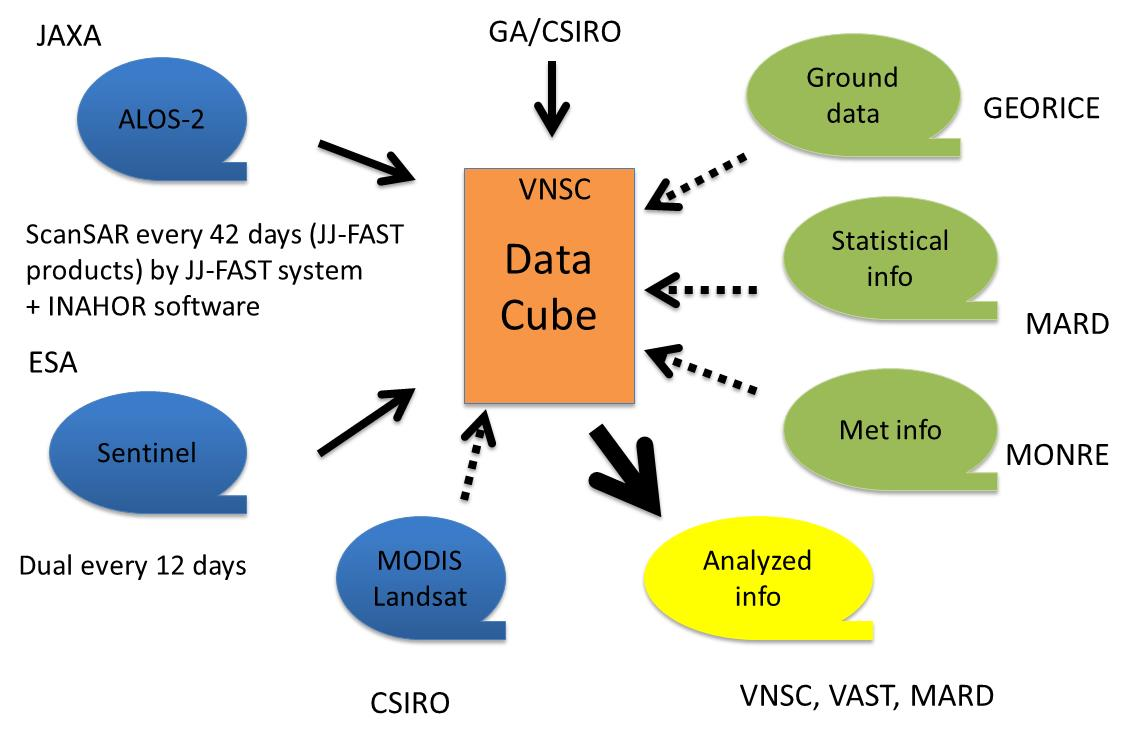 JAXA
ALOS-2
ScanSAR every 42 days (JJ-FAST
products) by JJ-FAST system
+ INAHOR software
ESA
Sentinel
Dual every 12 days
GA/CSIRO
VNSC
Data
Cube
MODIS
Landsat
CSIRO
Ground
data
GEORICE
Statistical
info
MARD
Met info
MONRE
Analyzed
info
VNSC, VAST, MARD